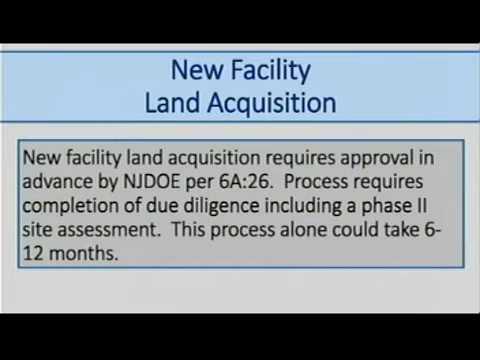 New Facility
Land Acquisition
New facility land acquisition requires approval in
advance by NJDOE per 6A:26.  Process requires
completion of due diligence including a phase II
site assessment.  This process alone could take 6-
12 months.